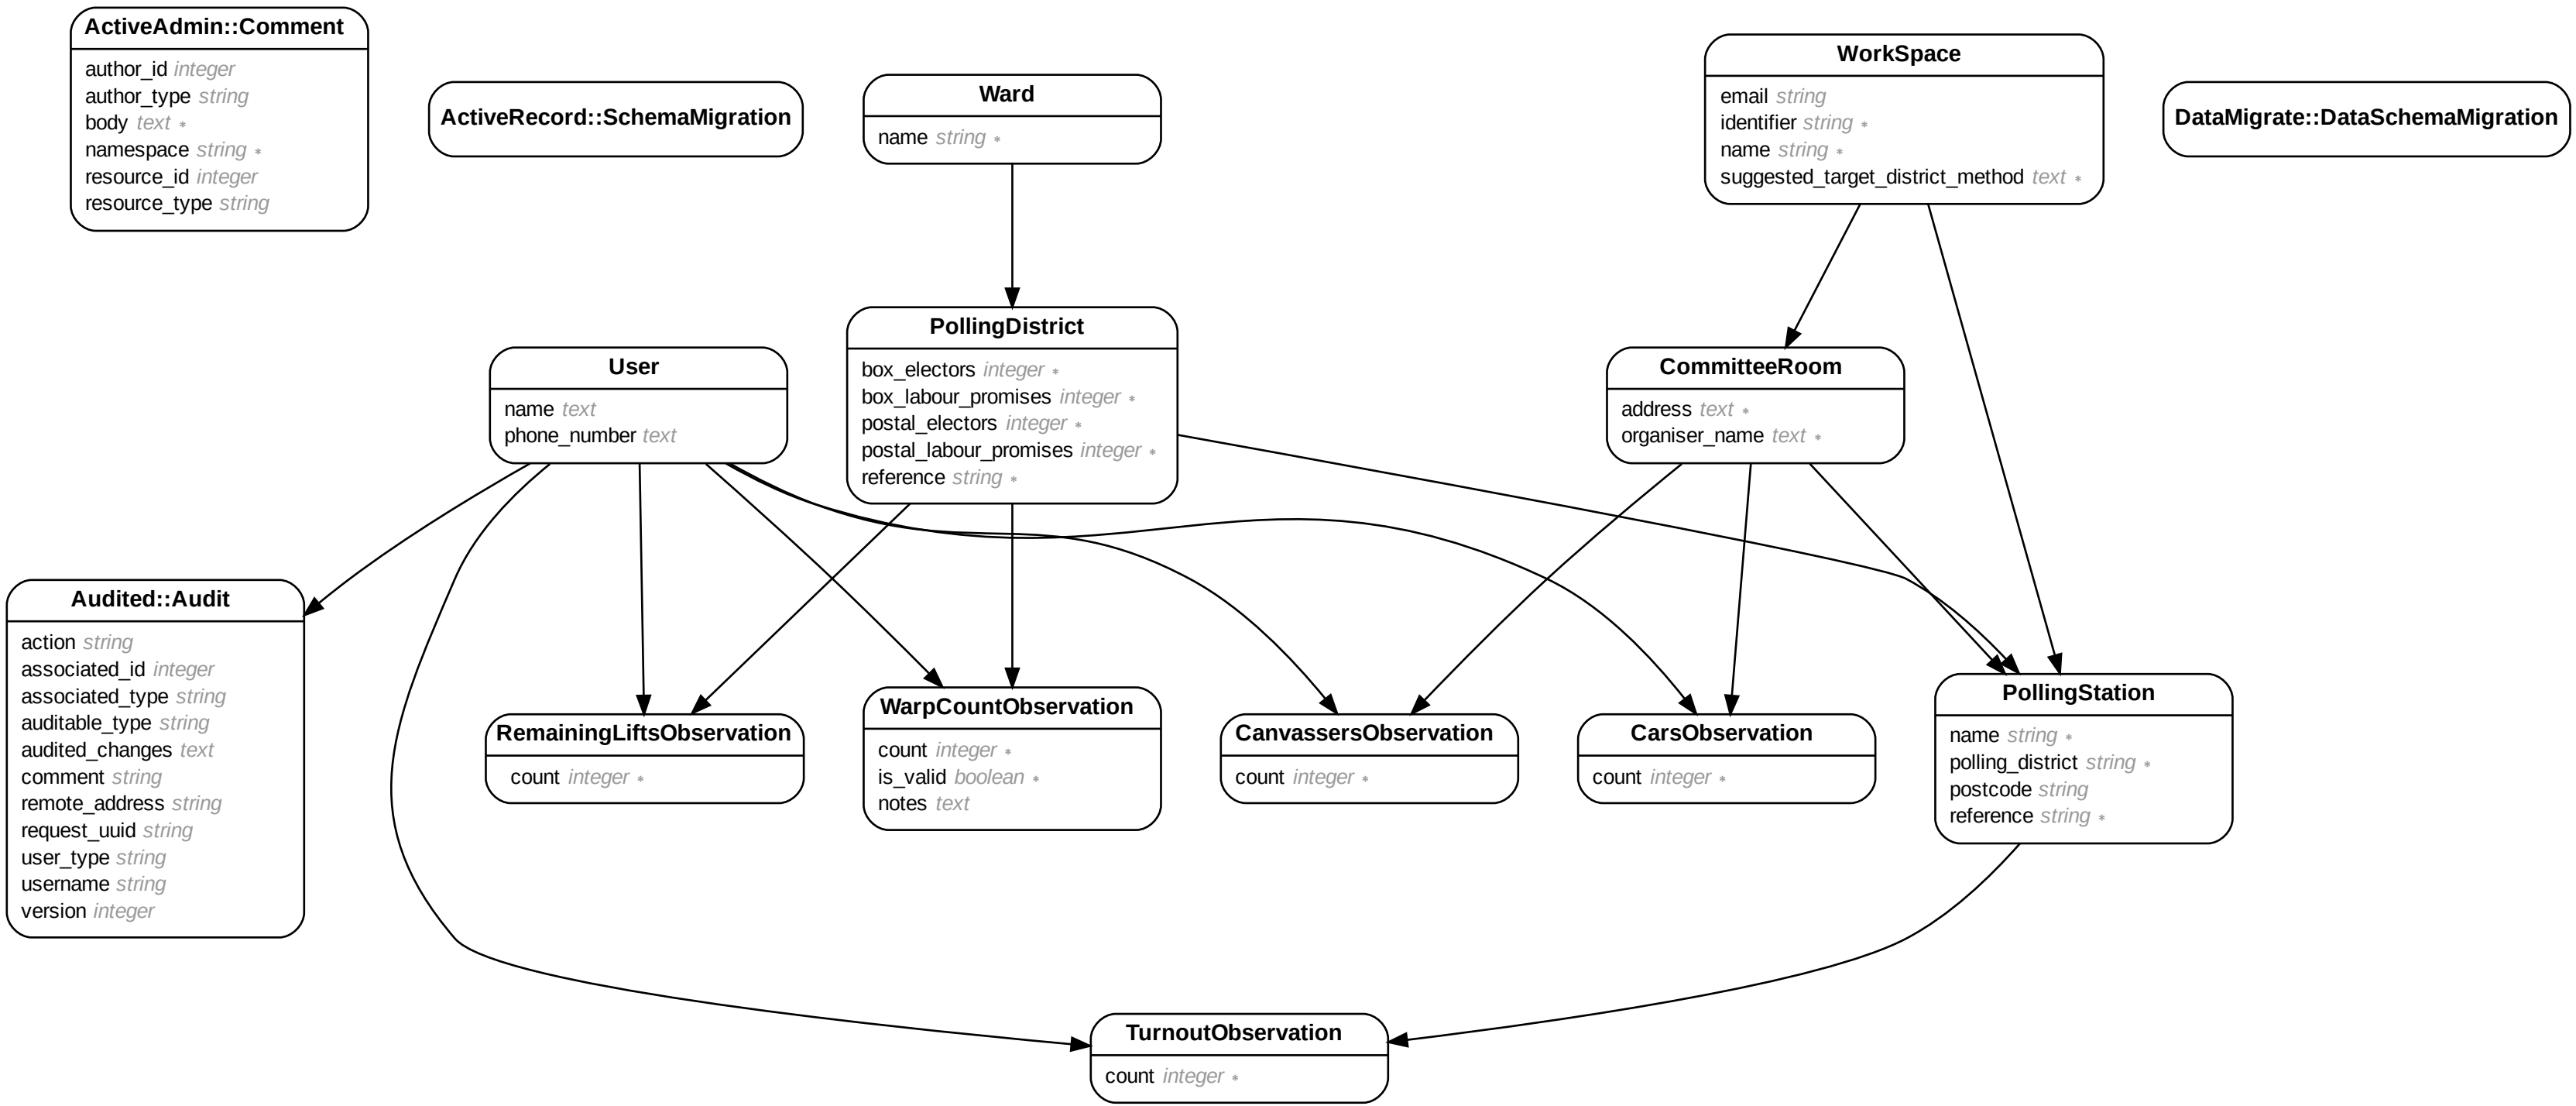 ActiveAdmin::Comment
author_id integer
author_type string
body text *
namespace string *
resource_id integer
resource_type string
ActiveRecord::SchemaMigration
Ward
name string *
WorkSpace
email string
identifier string *
name string *
suggested_target_district_method text *
DataMigrate::DataSchemaMigration
User
name text
phone_number text
PollingDistrict
box_electors integer *
box_labour_promises integer *
postal_electors integer *
postal_labour_promises integer *
reference string *
CommitteeRoom
address text *
organiser_name text *
Audited::Audit
action string
associated_id integer
associated_type string
auditable_type string
audited_changes text
comment string
remote_address string
request_uuid string
user_type string
username string
version integer
RemainingLiftsObservation
count integer *
WarpCountObservation
count integer *
is_valid boolean *
notes text
CanvassersObservation
count integer *
CarsObservation
count integer *
PollingStation
name string *
polling_district string *
postcode string
reference string *
TurnoutObservation
count integer *